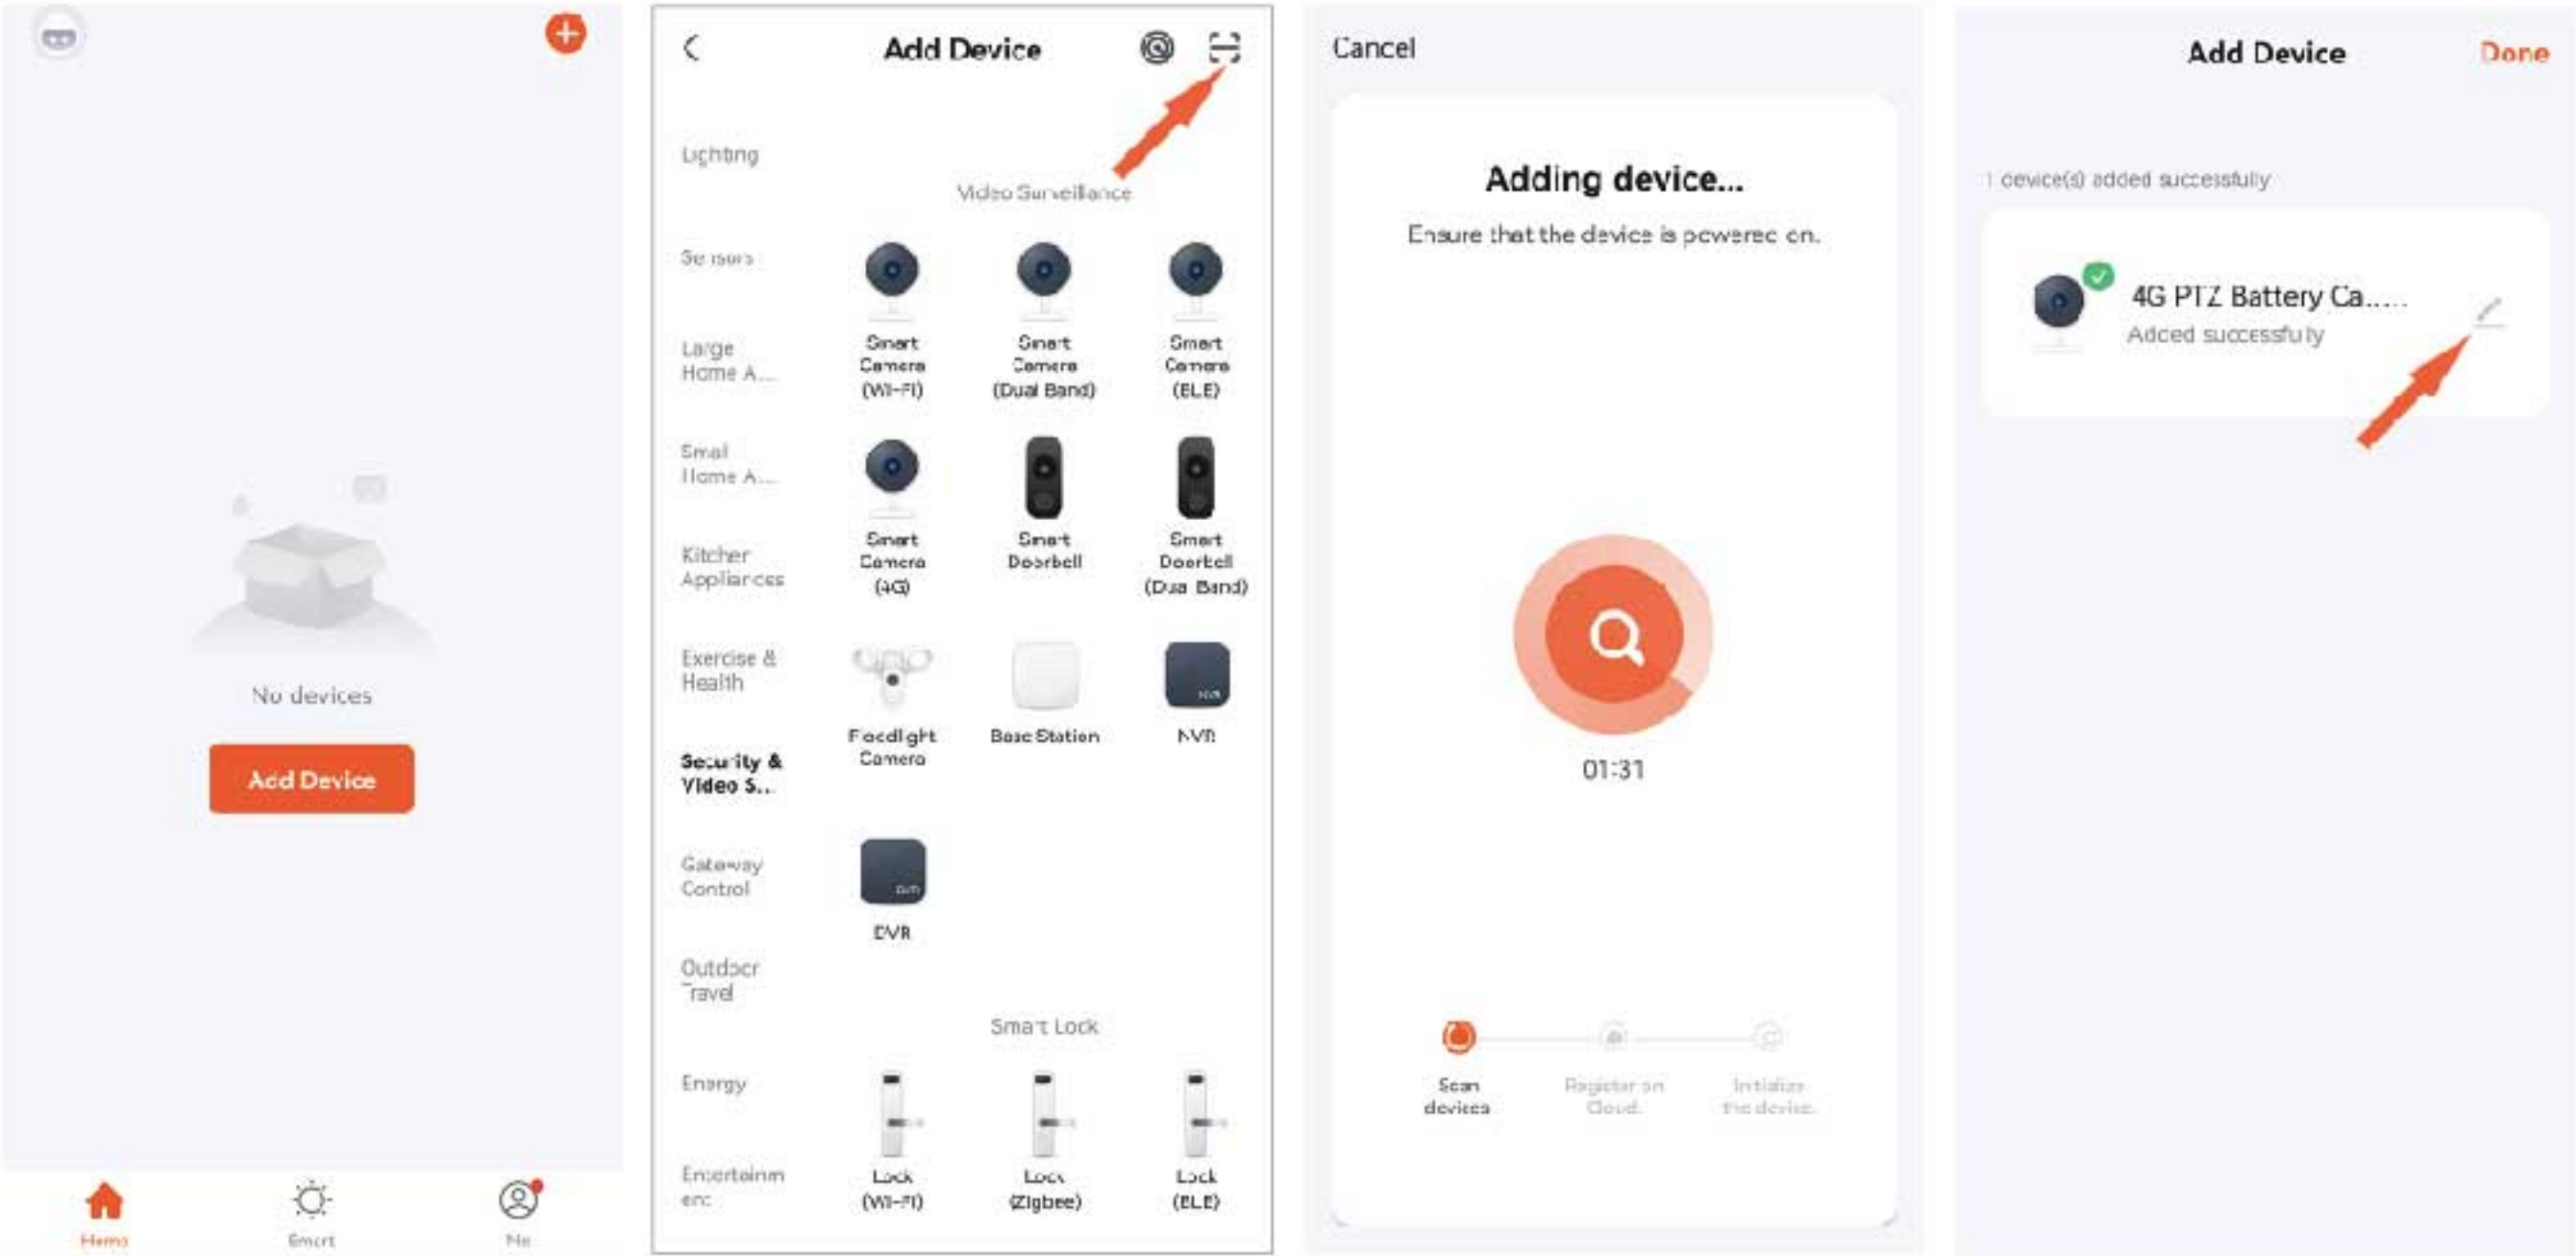 No devices
Add Device
Home
Smart
Me
Add Device
Lighting
Sensors
Large
Home A...
Small
Home A...
Kitchen
Appliances
Exercise &
Health
Security &
Video S...
Gateway
Control
Outdoor
Travel
Energy
Entertainm
ent
Video Surveillance
Smart
Camera
(Wi-Fi)
Smart
Camera
(Dual Band)
Smart
Camera
(BLE)
Smart
Camera
(4G)
Smart
Doorbell
Smart
Doorbell
(Dual Band)
Floodlight
Camera
Base Station
NVR
NVR
DVR
DVR
Smart Lock
Lock
(Wi-Fi)
Lock
(Zigbee)
Lock
(BLE)
Cancel
Adding device...
Ensure that the device is powered on.
01:31
Scan
devices
Register on
Cloud.
Initialize
the device.
Add Device
Done
1 device(s) added successfully
4G PTZ Battery Ca......
Added successfully